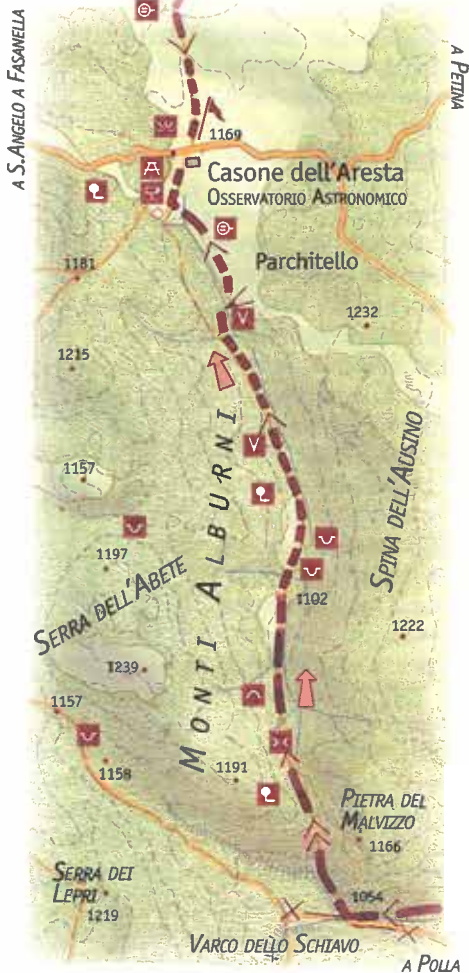 A S. ANGELO A FASANELLA
A PETINA
1169
Casone dell'Aresta
OSSERVATORIO ASTRONOMICO
Parchitello
1181
1232
1215
MONTI ALBURNI
SPINA DELL'AUSINO
1157
1197
SERRA DELL'ABETE
1102
1222
1239
1157
1158
1191
PIETRA DEL
MALVIZZO
1166
SERRA DEI
LEPRI
1219
1054
VARCO DELLO SCHIAVO
A POLLA